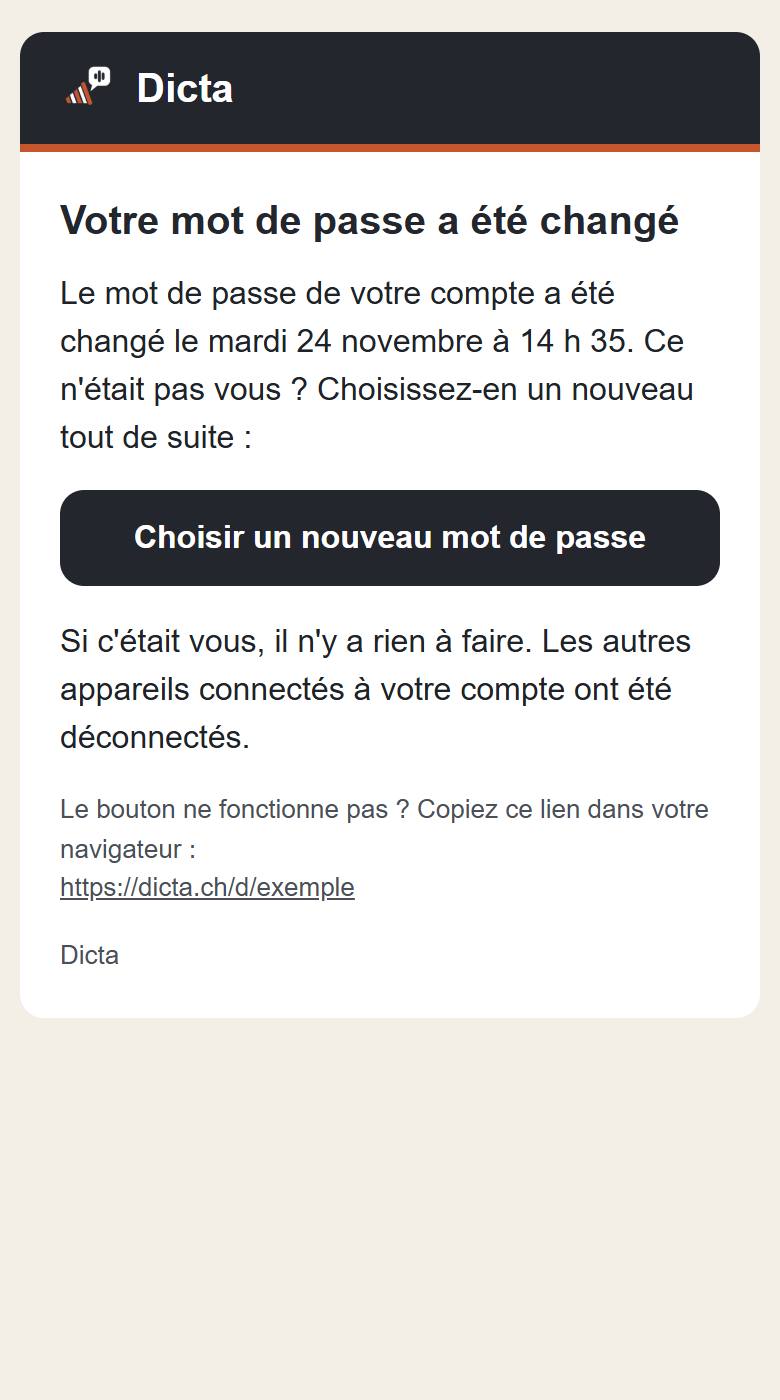 Dicta
Votre mot de passe a été changé
Le mot de passe de votre compte a été
changé le mardi 24 novembre à 14 h 35. Ce
n'était pas vous ? Choisissez-en un nouveau
tout de suite :
Choisir un nouveau mot de passe
Si c'était vous, il n'y a rien à faire. Les autres
appareils connectés à votre compte ont été
déconnectés.
Le bouton ne fonctionne pas ? Copiez ce lien dans votre
navigateur :
https://dicta.ch/d/exemple
Dicta